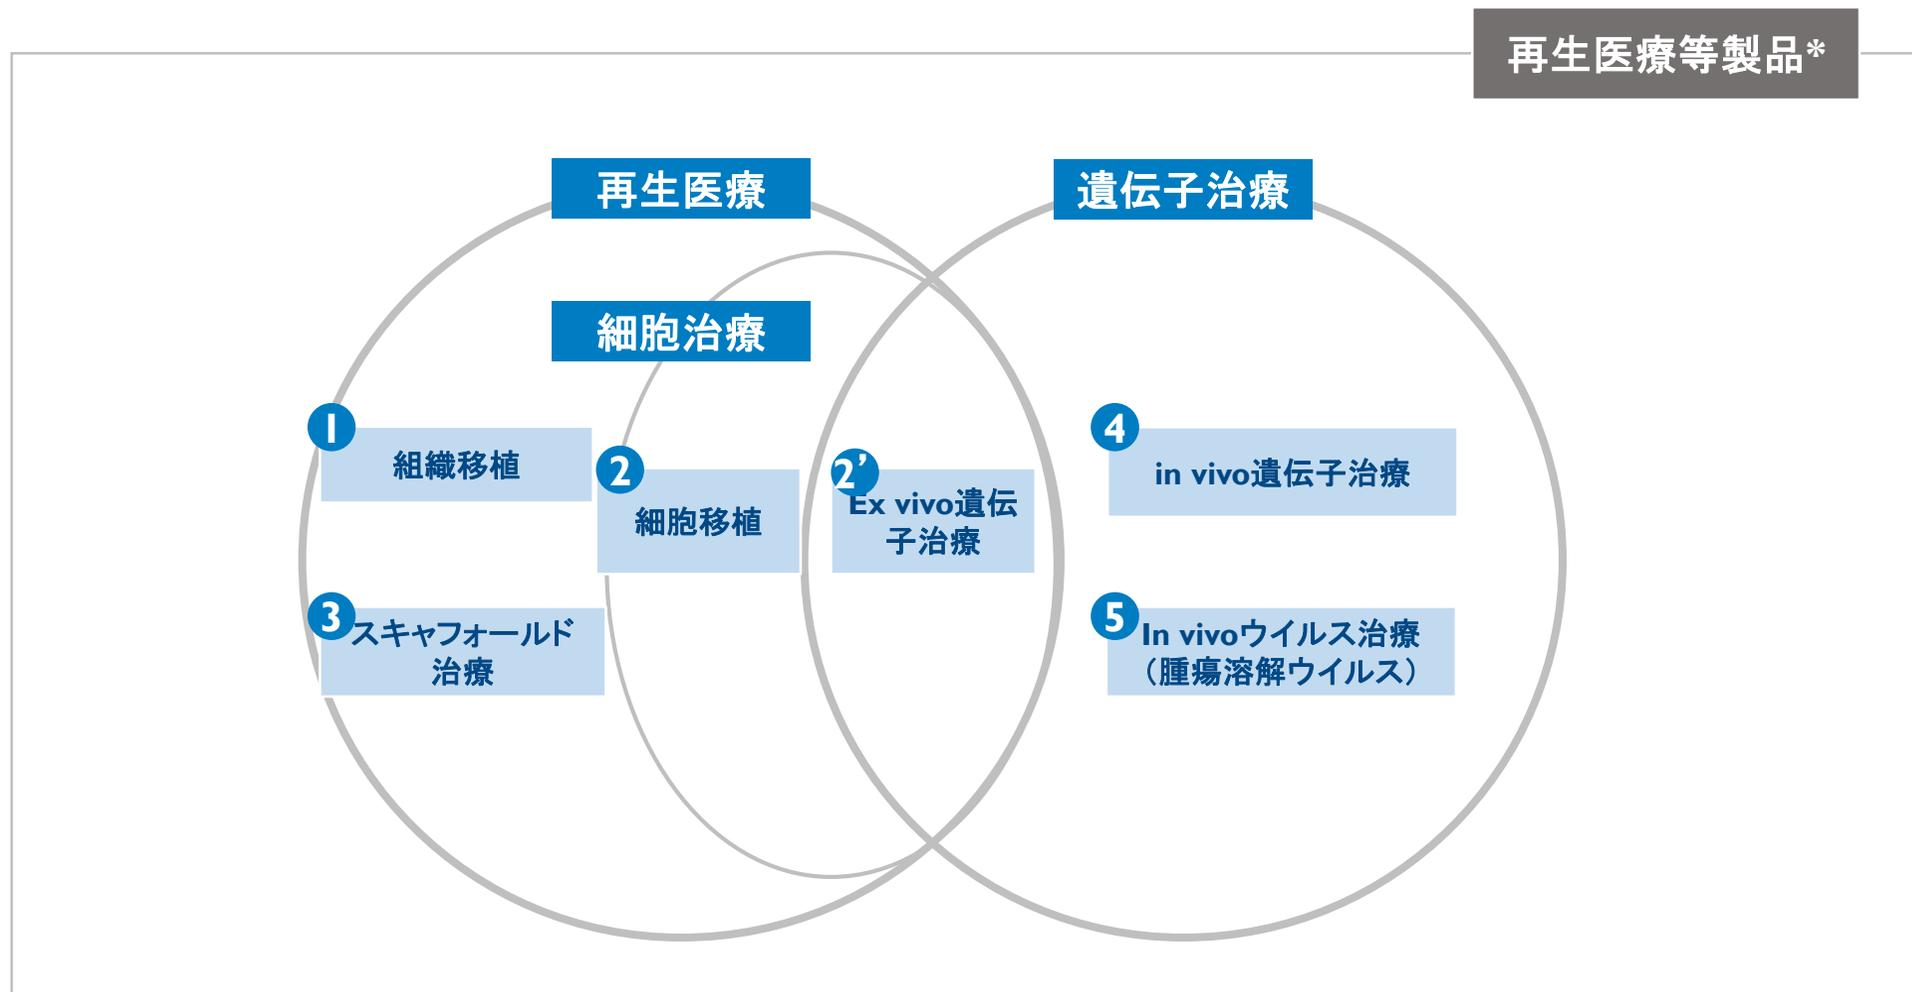 再生医療等製品*
再生医療
遺伝子治療
細胞治療
1
組織移植
2
細胞移植
2’
Ex vivo遺伝
子治療
4
in vivo遺伝子治療
3
スキャフォールド
治療
5
In vivoウイルス治療
（腫瘍溶解ウイルス）